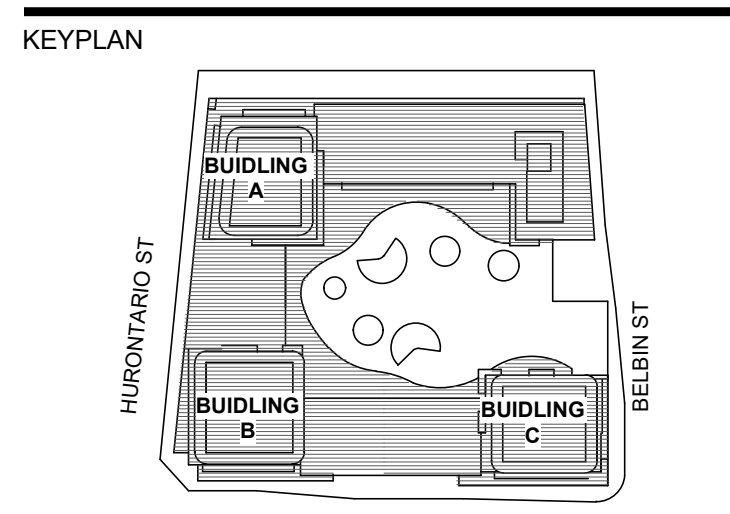 KEYPLAN
BUIDLING
A
HURONTARIO ST
BELBIN ST
BUIDLING
B
BUIDLING
C